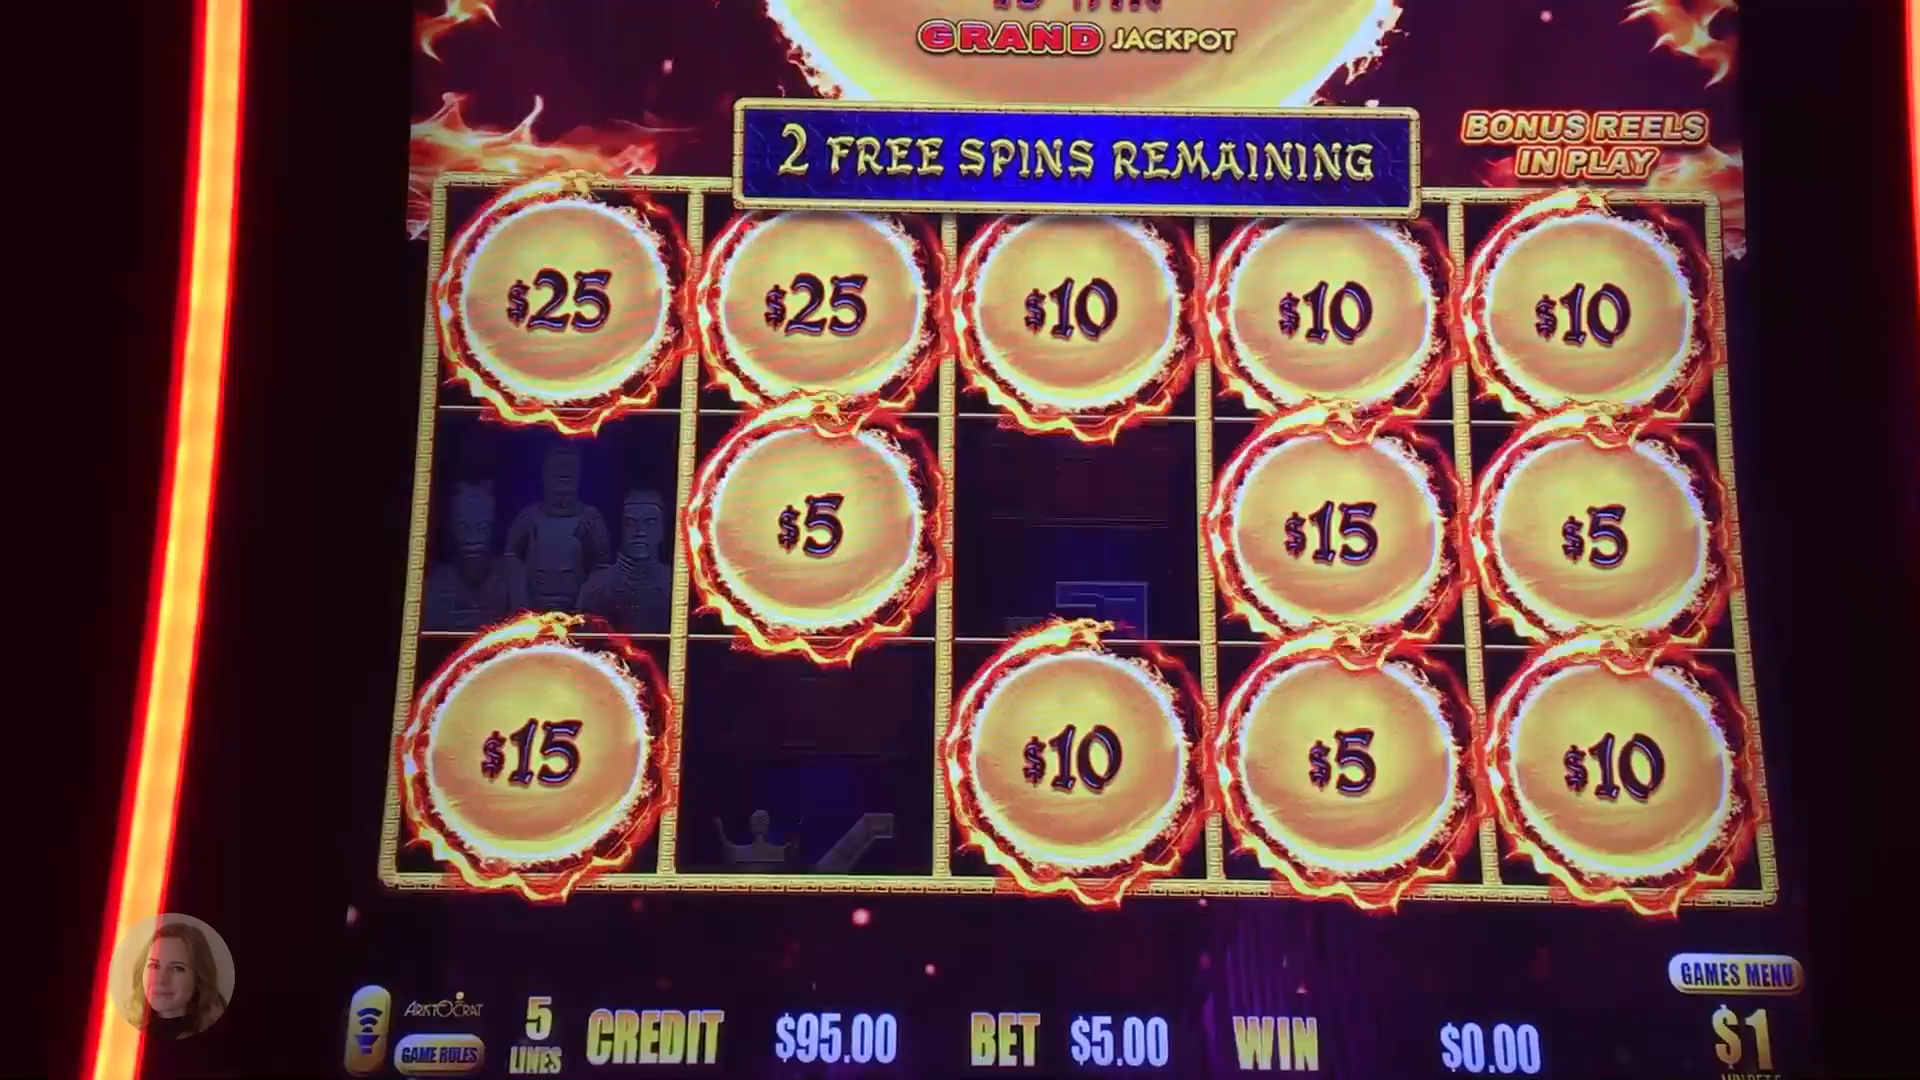 GRAND JACKPOT
2 FREE SPINS REMAINING
BONUS REELS
IN PLAY
$25 $25 $10 $10 $10
$5 $15 $5
$15 $10 $5 $10
GAMES MENU
ARISTOCRAT
GAME RULES
5
LINES
CREDIT $95.00 BET $5.00 WIN $0.00
$1